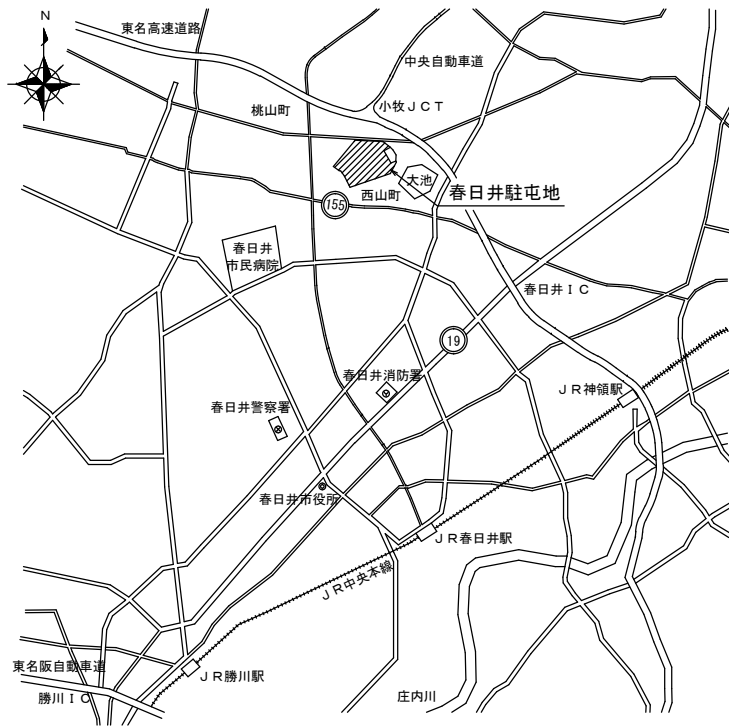 N
東名高速道路
中央自動車道
桃山町
小牧ＪＣＴ
大池
西山町
春日井駐屯地
155
春日井
市民病院
春日井ＩＣ
19
春日井消防署
JR神領駅
春日井警察署
春日井市役所
JR春日井駅
JR中央本線
東名阪自動車道
JR勝川駅
勝川ＩＣ
庄内川